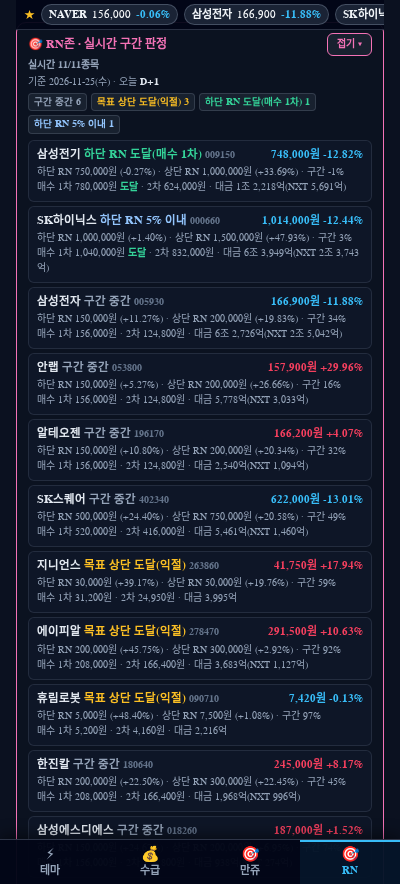 ★ NAVER 156,000 -0.06% 삼성전자 166,900 -11.88% SK하이닉
🎯 RN존 · 실시간 구간 판정 접기 ▾
실시간 11/11종목
기준 2026-11-25(수) · 오늘 D+1
구간 중간 6 목표 상단 도달(익절) 3 하단 RN 도달(매수 1차) 1
하단 RN 5% 이내 1
삼성전기 하단 RN 도달(매수 1차) 009150 748,000원 -12.82%
하단 RN 750,000원 (-0.27%) · 상단 RN 1,000,000원 (+33.69%) · 구간 -1%
매수 1차 780,000원 도달 · 2차 624,000원 · 대금 1조 2,218억(NXT 5,691억)
SK하이닉스 하단 RN 5% 이내 000660 1,014,000원 -12.44%
하단 RN 1,000,000원 (+1.40%) · 상단 RN 1,500,000원 (+47.93%) · 구간 3%
매수 1차 1,040,000원 도달 · 2차 832,000원 · 대금 6조 3,949억(NXT 2조 3,743
억)
삼성전자 구간 중간 005930 166,900원 -11.88%
하단 RN 150,000원 (+11.27%) · 상단 RN 200,000원 (+19.83%) · 구간 34%
매수 1차 156,000원 · 2차 124,800원 · 대금 6조 2,726억(NXT 2조 5,042억)
안랩 구간 중간 053800 157,900원 +29.96%
하단 RN 150,000원 (+5.27%) · 상단 RN 200,000원 (+26.66%) · 구간 16%
매수 1차 156,000원 · 2차 124,800원 · 대금 5,778억(NXT 3,033억)
알테오젠 구간 중간 196170 166,200원 +4.07%
하단 RN 150,000원 (+10.80%) · 상단 RN 200,000원 (+20.34%) · 구간 32%
매수 1차 156,000원 · 2차 124,800원 · 대금 2,540억(NXT 1,094억)
SK스퀘어 구간 중간 402340 622,000원 -13.01%
하단 RN 500,000원 (+24.40%) · 상단 RN 750,000원 (+20.58%) · 구간 49%
매수 1차 520,000원 · 2차 416,000원 · 대금 5,461억(NXT 1,460억)
지니언스 목표 상단 도달(익절) 263860 41,750원 +17.94%
하단 RN 30,000원 (+39.17%) · 상단 RN 50,000원 (+19.76%) · 구간 59%
매수 1차 31,200원 · 2차 24,950원 · 대금 3,995억
에이피알 목표 상단 도달(익절) 278470 291,500원 +10.63%
하단 RN 200,000원 (+45.75%) · 상단 RN 300,000원 (+2.92%) · 구간 92%
매수 1차 208,000원 · 2차 166,400원 · 대금 3,683억(NXT 1,127억)
휴림로봇 목표 상단 도달(익절) 090710 7,420원 -0.13%
하단 RN 5,000원 (+48.40%) · 상단 RN 7,500원 (+1.08%) · 구간 97%
매수 1차 5,200원 · 2차 4,160원 · 대금 2,216억
한진칼 구간 중간 180640 245,000원 +8.17%
하단 RN 200,000원 (+22.50%) · 상단 RN 300,000원 (+22.45%) · 구간 45%
매수 1차 208,000원 · 2차 166,400원 · 대금 1,968억(NXT 996억)
삼성에스디에스 구간 중간 018260 187,000원 +1.52%
⚡ 💰 🎯 🎯
테마 수급 만쥬 RN